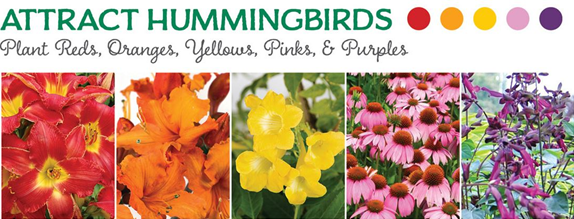 ATTRACT HUMMINGBIRDS
Plant Reds, Oranges, Yellows, Pinks, & Purples